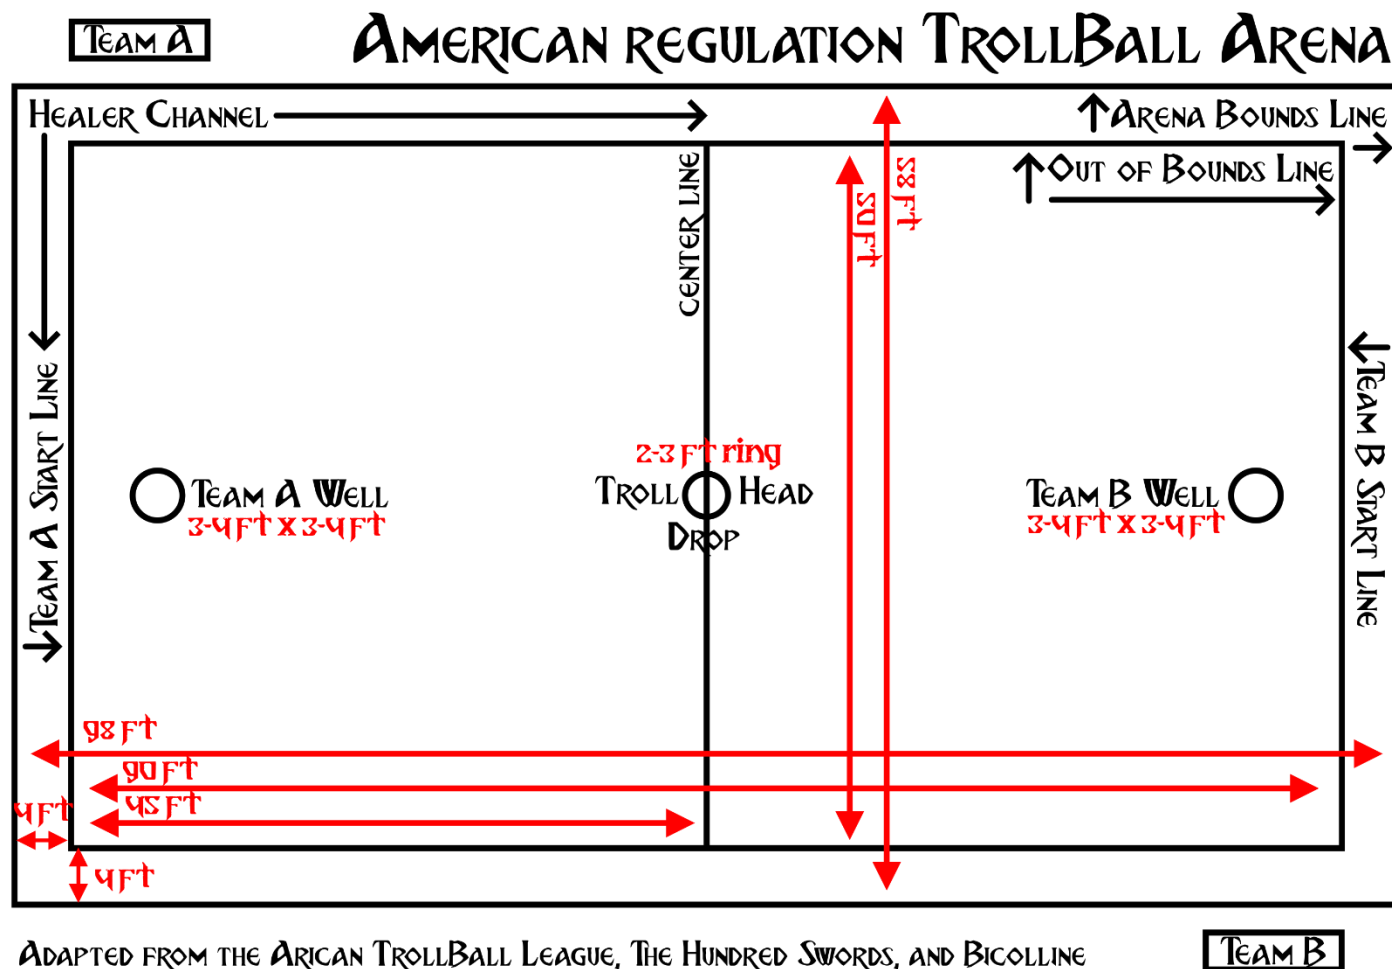 Team A
American regulation TrollBall Arena
Healer Channel
Arena Bounds Line
Out of Bounds Line
center line
50 Ft
58 Ft
Team A Start Line
Team B Start Line
2-3 Ft ring
Troll Head
Drop
Team A Well
3-4 Ft x 3-4 Ft
Team B Well
3-4 Ft x 3-4 Ft
98 Ft
90 Ft
45 Ft
4 Ft
4 Ft
Adapted from the Arican TrollBall League, The Hundred Swords, and Bicolline
Team B